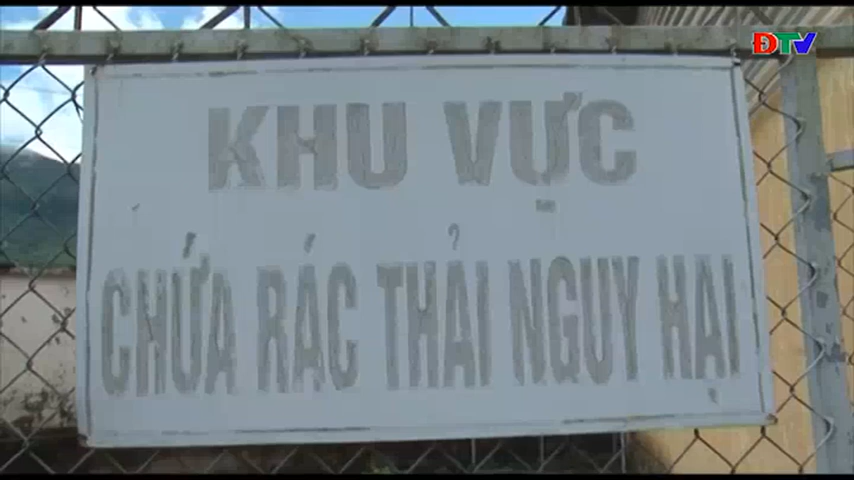 ĐTV
KHU VỰC
CHỨA RÁC THẢI NGUY HẠI